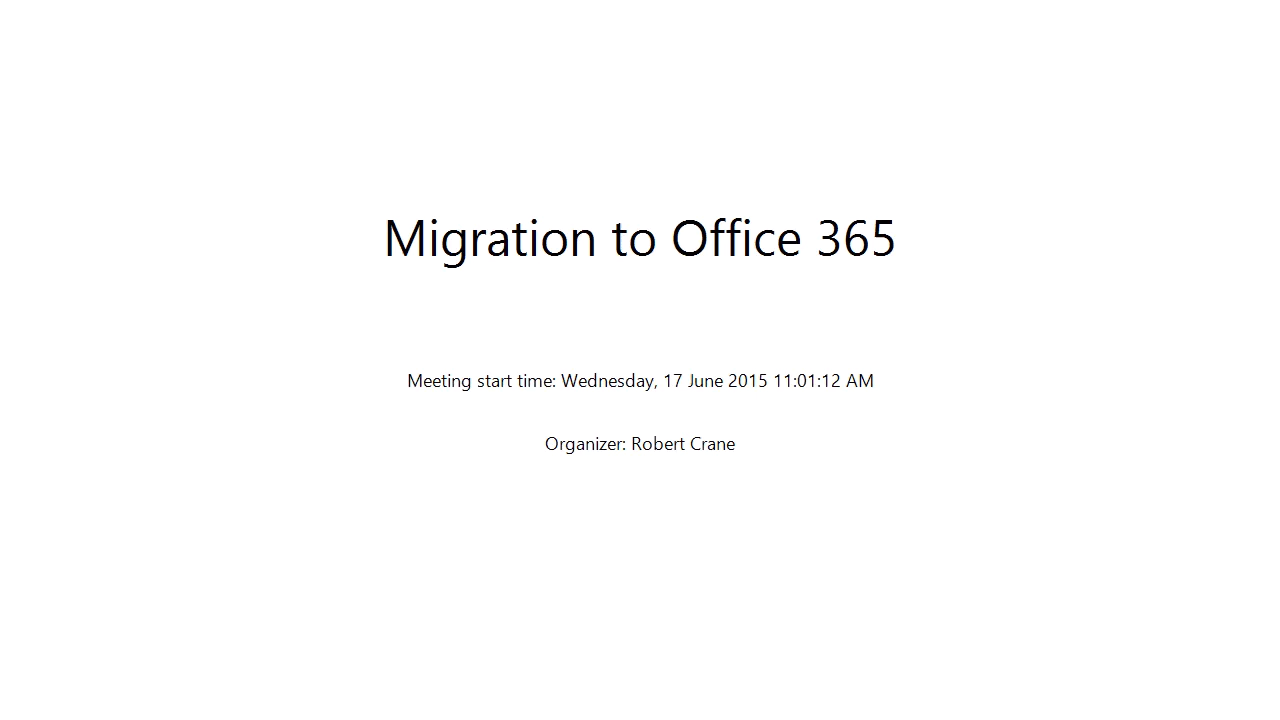 Migration to Office 365
Meeting start time: Wednesday, 17 June 2015 11:01:12 AM
Organizer: Robert Crane